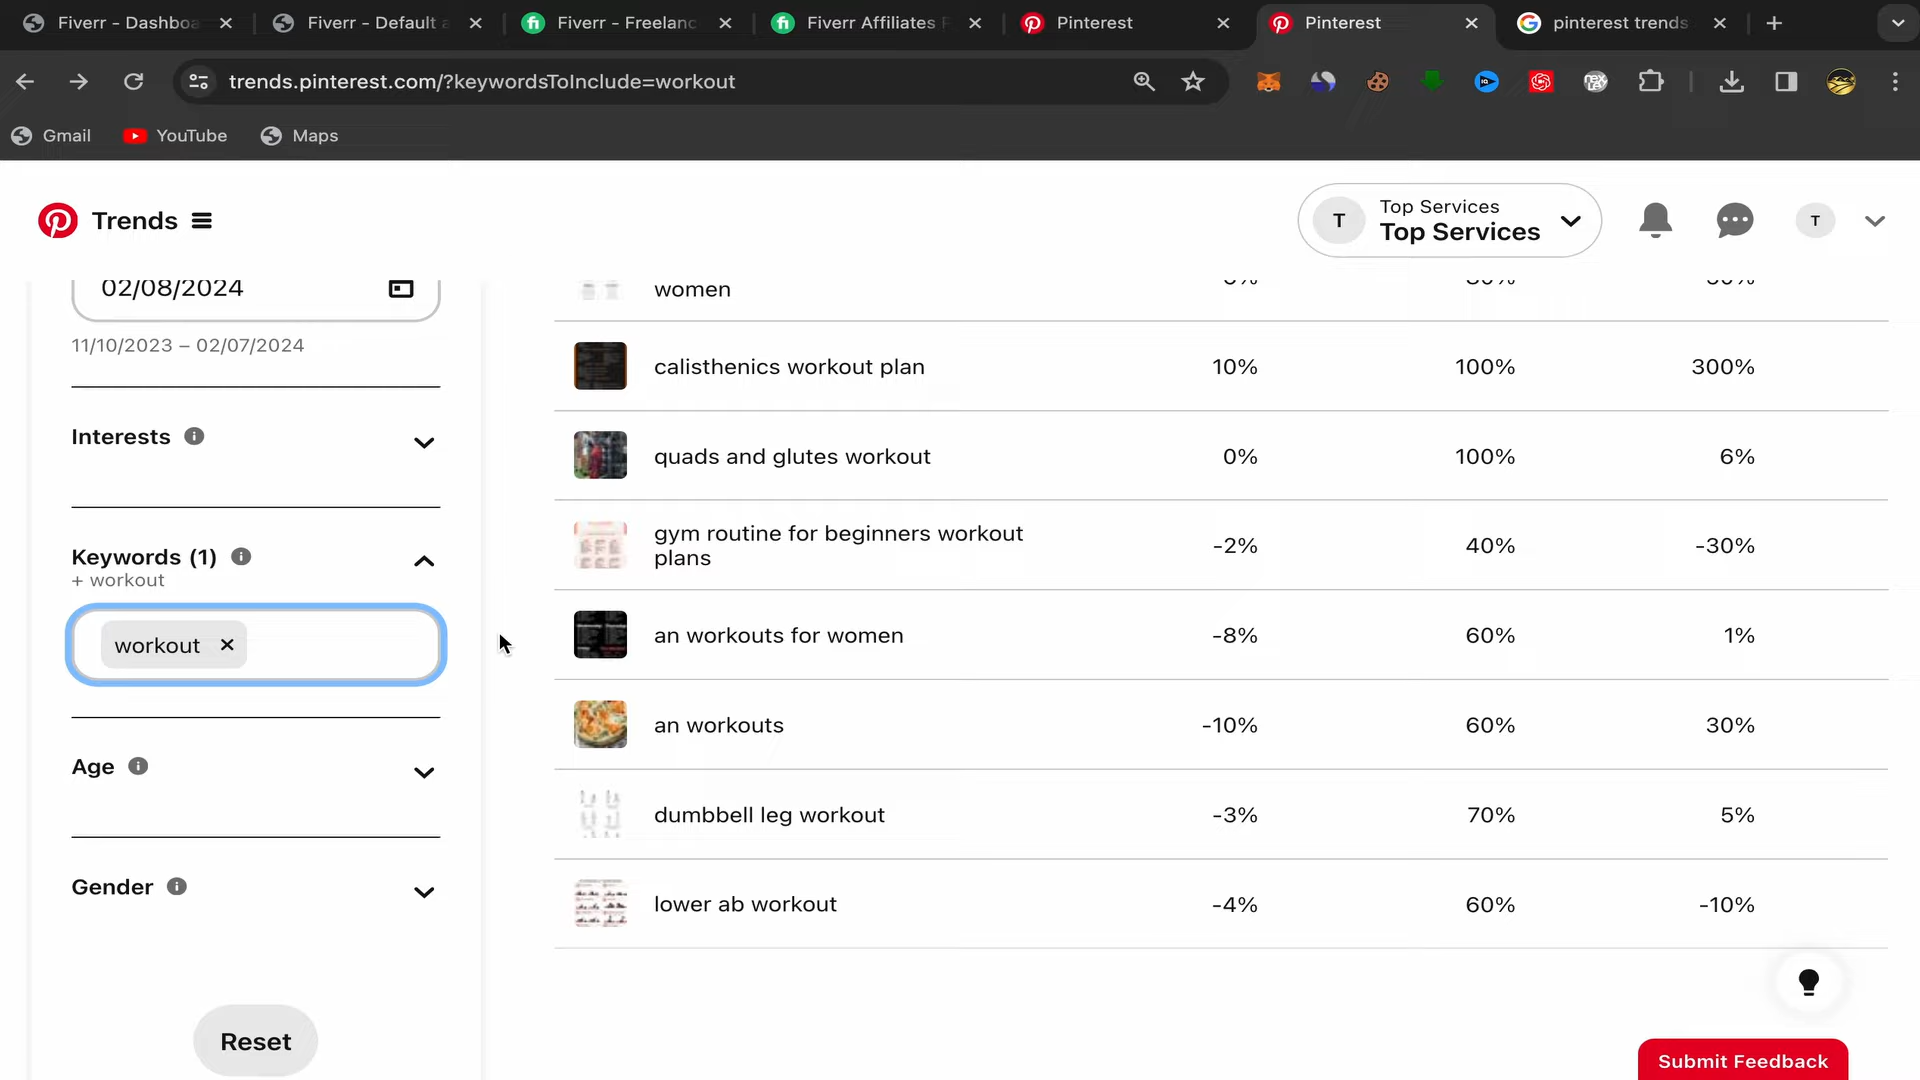 Fiverr - Dashboa
Fiverr - Default a
Fiverr - Freelanc
Fiverr Affiliates P
Pinterest
Pinterest
pinterest trends
trends.pinterest.com/?keywordsToInclude=workout
Gmail
YouTube
Maps
Trends
T
Top Services
Top Services
T
02/08/2024
11/10/2023 – 02/07/2024
Interests
Keywords (1)
+ workout
workout
Age
Gender
Reset
women
calisthenics workout plan 10% 100% 300%
quads and glutes workout 0% 100% 6%
gym routine for beginners workout
plans
-2% 40% -30%
an workouts for women -8% 60% 1%
an workouts -10% 60% 30%
dumbbell leg workout -3% 70% 5%
lower ab workout -4% 60% -10%
Submit Feedback